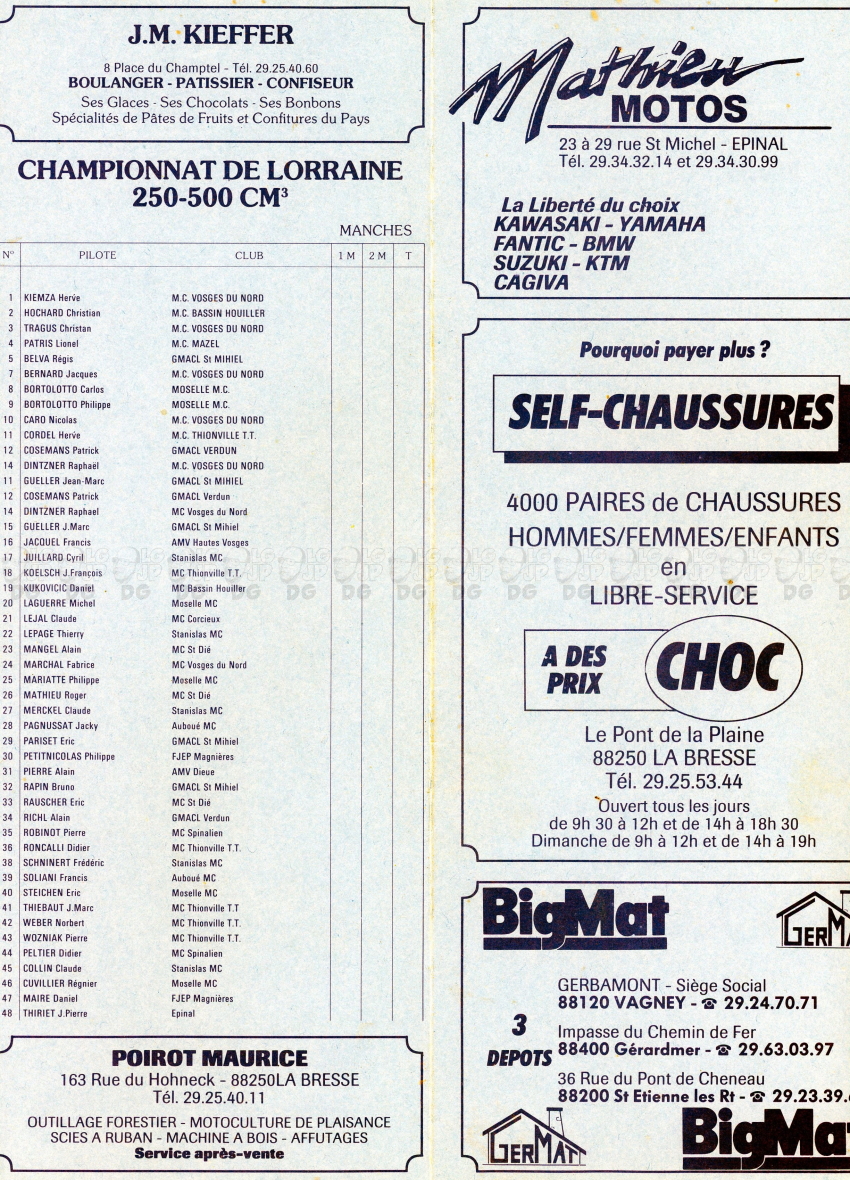 J.M. KIEFFER
8 Place du Champtel - Tél. 29.25.40.60
BOULANGER - PATISSIER - CONFISEUR
Ses Glaces - Ses Chocolats - Ses Bonbons
Spécialités de Pâtes de Fruits et Confitures du Pays
CHAMPIONNAT DE LORRAINE
250-500 CM³
MANCHES
N° PILOTE CLUB 1 M 2 M T
1 KIEMZA Herve M.C. VOSGES DU NORD
2 HOCHARD Christian M.C. BASSIN HOUILLER
3 TRAGUS Christan M.C. VOSGES DU NORD
4 PATRIS Lionel M.C. MAZEL
5 BELVA Régis GMACL St MIHIEL
7 BERNARD Jacques M.C. VOSGES DU NORD
8 BORTOLOTTO Carlos MOSELLE M.C.
9 BORTOLOTTO Philippe MOSELLE M.C.
10 CARO Nicolas M.C. VOSGES DU NORD
11 CORDEL Herve M.C. THIONVILLE T.T.
12 COSEMANS Patrick GMACL VERDUN
14 DINTZNER Raphaël M.C. VOSGES DU NORD
11 GUELLER Jean-Marc GMACL St MIHIEL
12 COSEMANS Patrick GMACL Verdun
14 DINTZNER Raphael MC Vosges du Nord
15 GUELLER J.Marc GMACL St Mihiel
16 JACQUEL Francis AMV Hautes Vosges
17 JUILLARD Cyril Stanislas MC
18 KOELSCH J.François MC Thionville T.T.
19 KUKOVICIC Daniel MC Bassin Houiller
20 LAGUERRE Michel Moselle MC
21 LEJAL Claude MC Corcieux
22 LEPAGE Thierry Stanislas MC
23 MANGEL Alain MC St Dié
24 MARCHAL Fabrice MC Vosges du Nord
25 MARIATTE Philippe Moselle MC
26 MATHIEU Roger MC St Dié
27 MERCKEL Claude Stanislas MC
28 PAGNUSSAT Jacky Auboué MC
29 PARISET Eric GMACL St Mihiel
30 PETITNICOLAS Philippe FJEP Magnières
31 PIERRE Alain AMV Dieue
32 RAPIN Bruno GMACL St Mihiel
33 RAUSCHER Eric MC St Dié
34 RICHL Alain GMACL Verdun
35 ROBINOT Pierre MC Spinalien
36 RONCALLI Didier MC Thionville T.T.
38 SCHNINERT Frédéric Stanislas MC
39 SOLIANI Francis Auboué MC
40 STEICHEN Eric Moselle MC
41 THIEBAUT J.Marc MC Thionville T.T
42 WEBER Norbert MC Thionville T.T.
43 WOZNIAK Pierre MC Thionville T.T.
44 PELTIER Didier MC Spinalien
45 COLLIN Claude Stanislas MC
46 CUVILLIER Régnier Moselle MC
47 MAIRE Daniel FJEP Magnières
48 THIRIET J.Pierre Epinal
POIROT MAURICE
163 Rue du Hohneck - 88250LA BRESSE
Tél. 29.25.40.11
OUTILLAGE FORESTIER - MOTOCULTURE DE PLAISANCE
SCIES A RUBAN - MACHINE A BOIS - AFFUTAGES
Service après-vente
Mathieu
MOTOS
23 à 29 rue St Michel - EPINAL
Tél. 29.34.32.14 et 29.34.30.99
La Liberté du choix
KAWASAKI - YAMAHA
FANTIC - BMW
SUZUKI - KTM
CAGIVA
Pourquoi payer plus ?
SELF-CHAUSSURES
4000 PAIRES de CHAUSSURES
HOMMES/FEMMES/ENFANTS
en
LIBRE-SERVICE
A DES
PRIX
CHOC
Le Pont de la Plaine
88250 LA BRESSE
Tél. 29.25.53.44
Ouvert tous les jours
de 9h 30 à 12h et de 14h à 18h 30
Dimanche de 9h à 12h et de 14h à 19h
BigMat
GERMA
GERBAMONT - Siège Social
88120 VAGNEY - ☎ 29.24.70.71
3
DEPOTS
Impasse du Chemin de Fer
88400 Gérardmer - ☎ 29.63.03.97
36 Rue du Pont de Cheneau
88200 St Etienne les Rt - ☎ 29.23.39.
GERMAT
BigMa